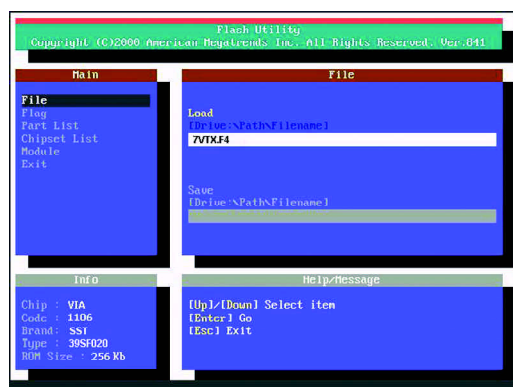 Flash Utility
Copyright (C)2000 American Megatrends Inc. All Rights Reserved. Ver.841
Main
File
Flag
Part List
Chipset List
Module
Exit
File
Load
[Drive:\Path\Filename]
7VTX.F4
Save
[Drive:\Path\Filename]
Info
Chip : VIA
Code : 1106
Brand: SST
Type : 39SF020
ROM Size : 256 Kb
Help/Message
[Up]/[Down] Select item
[Enter] Go
[Esc] Exit